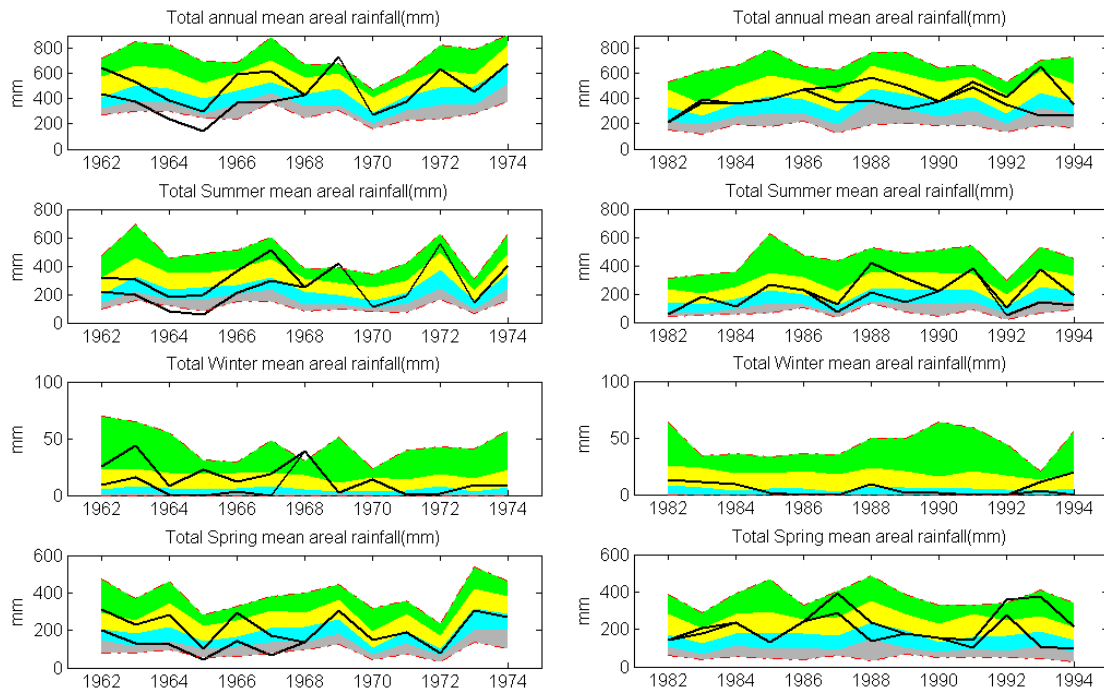 Total annual mean areal rainfall(mm)
800
600
400
200
0
mm
1962 1964 1966 1968 1970 1972 1974
Total annual mean areal rainfall(mm)
800
600
400
200
0
mm
1982 1984 1986 1988 1990 1992 1994
Total Summer mean areal rainfall(mm)
800
600
400
200
0
mm
1962 1964 1966 1968 1970 1972 1974
Total Summer mean areal rainfall(mm)
800
600
400
200
0
mm
1982 1984 1986 1988 1990 1992 1994
Total Winter mean areal rainfall(mm)
100
50
0
mm
1962 1964 1966 1968 1970 1972 1974
Total Winter mean areal rainfall(mm)
100
50
0
mm
1982 1984 1986 1988 1990 1992 1994
Total Spring mean areal rainfall(mm)
600
400
200
0
mm
1962 1964 1966 1968 1970 1972 1974
Total Spring mean areal rainfall(mm)
600
400
200
0
mm
1982 1984 1986 1988 1990 1992 1994